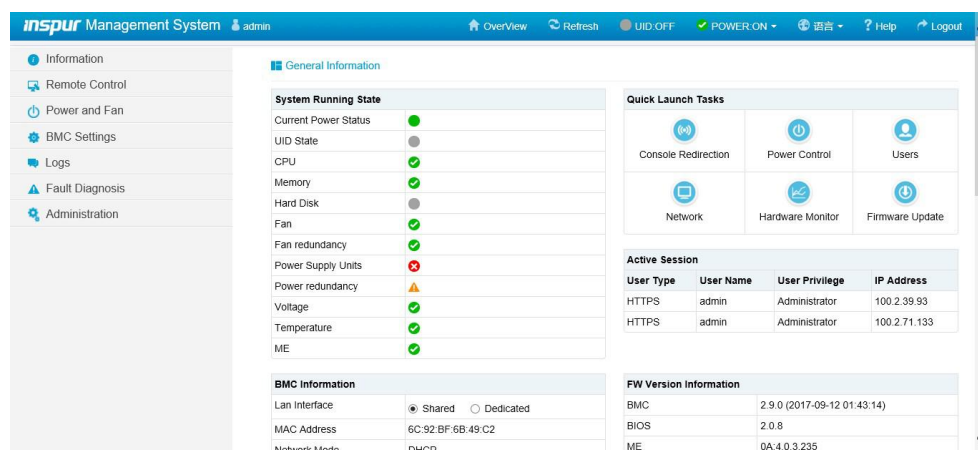 inspur Management System admin OverView Refresh UID:OFF POWER:ON 语言 ? Help Logout
Information
Remote Control
Power and Fan
BMC Settings
Logs
Fault Diagnosis
Administration
General Information
System Running State
Current Power Status
UID State
CPU
Memory
Hard Disk
Fan
Fan redundancy
Power Supply Units
Power redundancy
Voltage
Temperature
ME
Quick Launch Tasks
Console Redirection Power Control Users
Network Hardware Monitor Firmware Update
Active Session
User Type User Name User Privilege IP Address
HTTPS admin Administrator 100.2.39.93
HTTPS admin Administrator 100.2.71.133
BMC Information
Lan Interface Shared Dedicated
MAC Address 6C:92:BF:6B:49:C2
Network Mode DHCP
FW Version Information
BMC 2.9.0 (2017-09-12 01:43:14)
BIOS 2.0.8
ME 0A:4.0.3.235